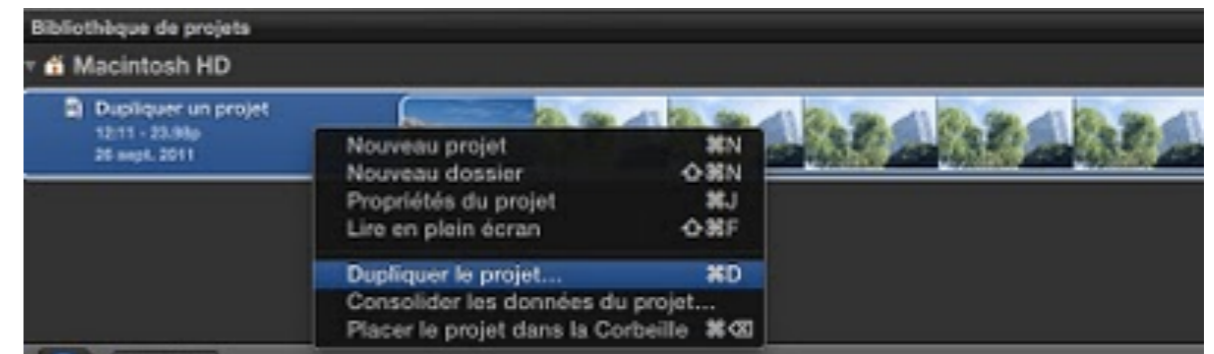 Bibliothèque de projets
Macintosh HD
Dupliquer un projet
12:11 - 23.98p
26 sept. 2011
Nouveau projet ⌘N
Nouveau dossier ⇧⌘N
Propriétés du projet ⌘J
Lire en plein écran ⇧⌘F
Dupliquer le projet... ⌘D
Consolider les données du projet...
Placer le projet dans la Corbeille ⌘⌫